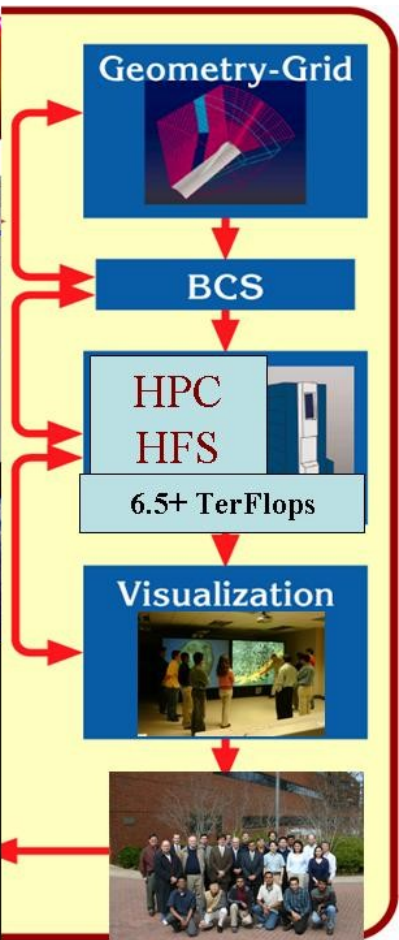 Geometry-Grid
BCS
HPC
HFS
6.5+ TerFlops
Visualization